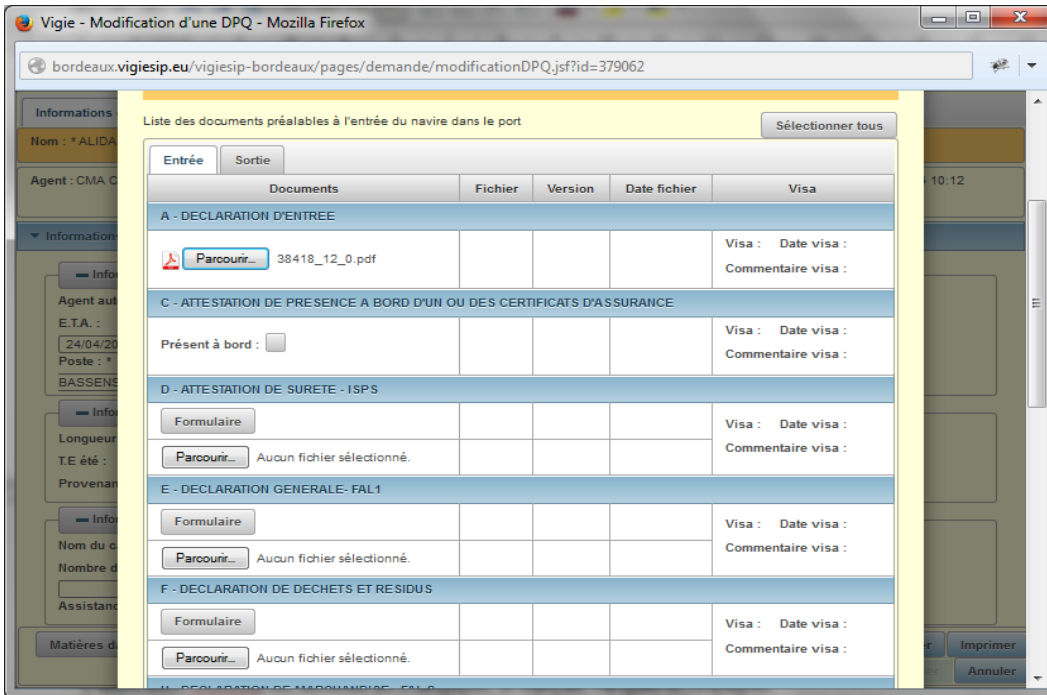 Vigie - Modification d'une DPQ - Mozilla Firefox
bordeaux.vigiesip.eu/vigiesip-bordeaux/pages/demande/modificationDPQ.jsf?id=379062
Informations
Liste des documents préalables à l'entrée du navire dans le port
Sélectionner tous
Nom : * ALIDA
Entrée Sortie
Agent : CMA C
10:12
Documents Fichier Version Date fichier Visa
A - DECLARATION D'ENTREE
Information
Parcourir... 38418_12_0.pdf
Visa : Date visa :
Commentaire visa :
Info
Agent aut
C - ATTESTATION DE PRESENCE A BORD D'UN OU DES CERTIFICATS D'ASSURANCE
E.T.A. :
24/04/20
Présent à bord :
Visa : Date visa :
Commentaire visa :
Poste : *
BASSENS
D - ATTESTATION DE SURETE - ISPS
Info
Formulaire
Visa : Date visa :
Commentaire visa :
Longueur
T.E été :
Parcourir... Aucun fichier sélectionné.
Provenan
E - DECLARATION GENERALE- FAL1
Info
Formulaire
Visa : Date visa :
Commentaire visa :
Nom du c
Parcourir... Aucun fichier sélectionné.
Nombre d
F - DECLARATION DE DECHETS ET RESIDUS
Assistanc
Formulaire
Visa : Date visa :
Commentaire visa :
Matières d
Imprimer
Parcourir... Aucun fichier sélectionné.
Annuler